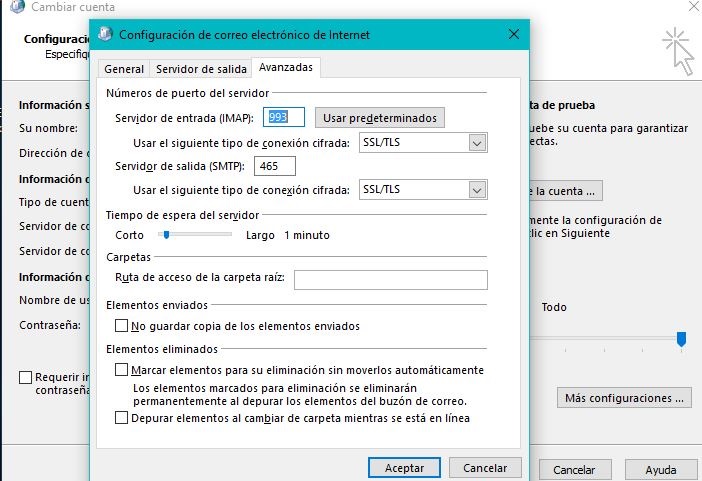 Cambiar cuenta
Configuración de correo electrónico de Internet
General
Servidor de salida
Avanzadas
Números de puerto del servidor
Servidor de entrada (IMAP): 993 Usar predeterminados
Usar el siguiente tipo de conexión cifrada: SSL/TLS
Servidor de salida (SMTP): 465
Usar el siguiente tipo de conexión cifrada: SSL/TLS
Tiempo de espera del servidor
Corto Largo 1 minuto
Carpetas
Ruta de acceso de la carpeta raíz:
Elementos enviados
No guardar copia de los elementos enviados
Elementos eliminados
Marcar elementos para su eliminación sin moverlos automáticamente
Los elementos marcados para eliminación se eliminarán
permanentemente al depurar los elementos del buzón de correo.
Depurar elementos al cambiar de carpeta mientras se está en línea
Aceptar Cancelar
Configuració
Especifiq
Información s
Su nombre:
Dirección de c
Información d
Tipo de cuent
Servidor de co
Servidor de co
Información d
Nombre de us
Contraseña:
Requerir in
contraseña
ta de prueba
uebe su cuenta para garantizar
ectas.
e la cuenta ...
mente la configuración de
clic en Siguiente
Todo
Más configuraciones ...
Cancelar Ayuda